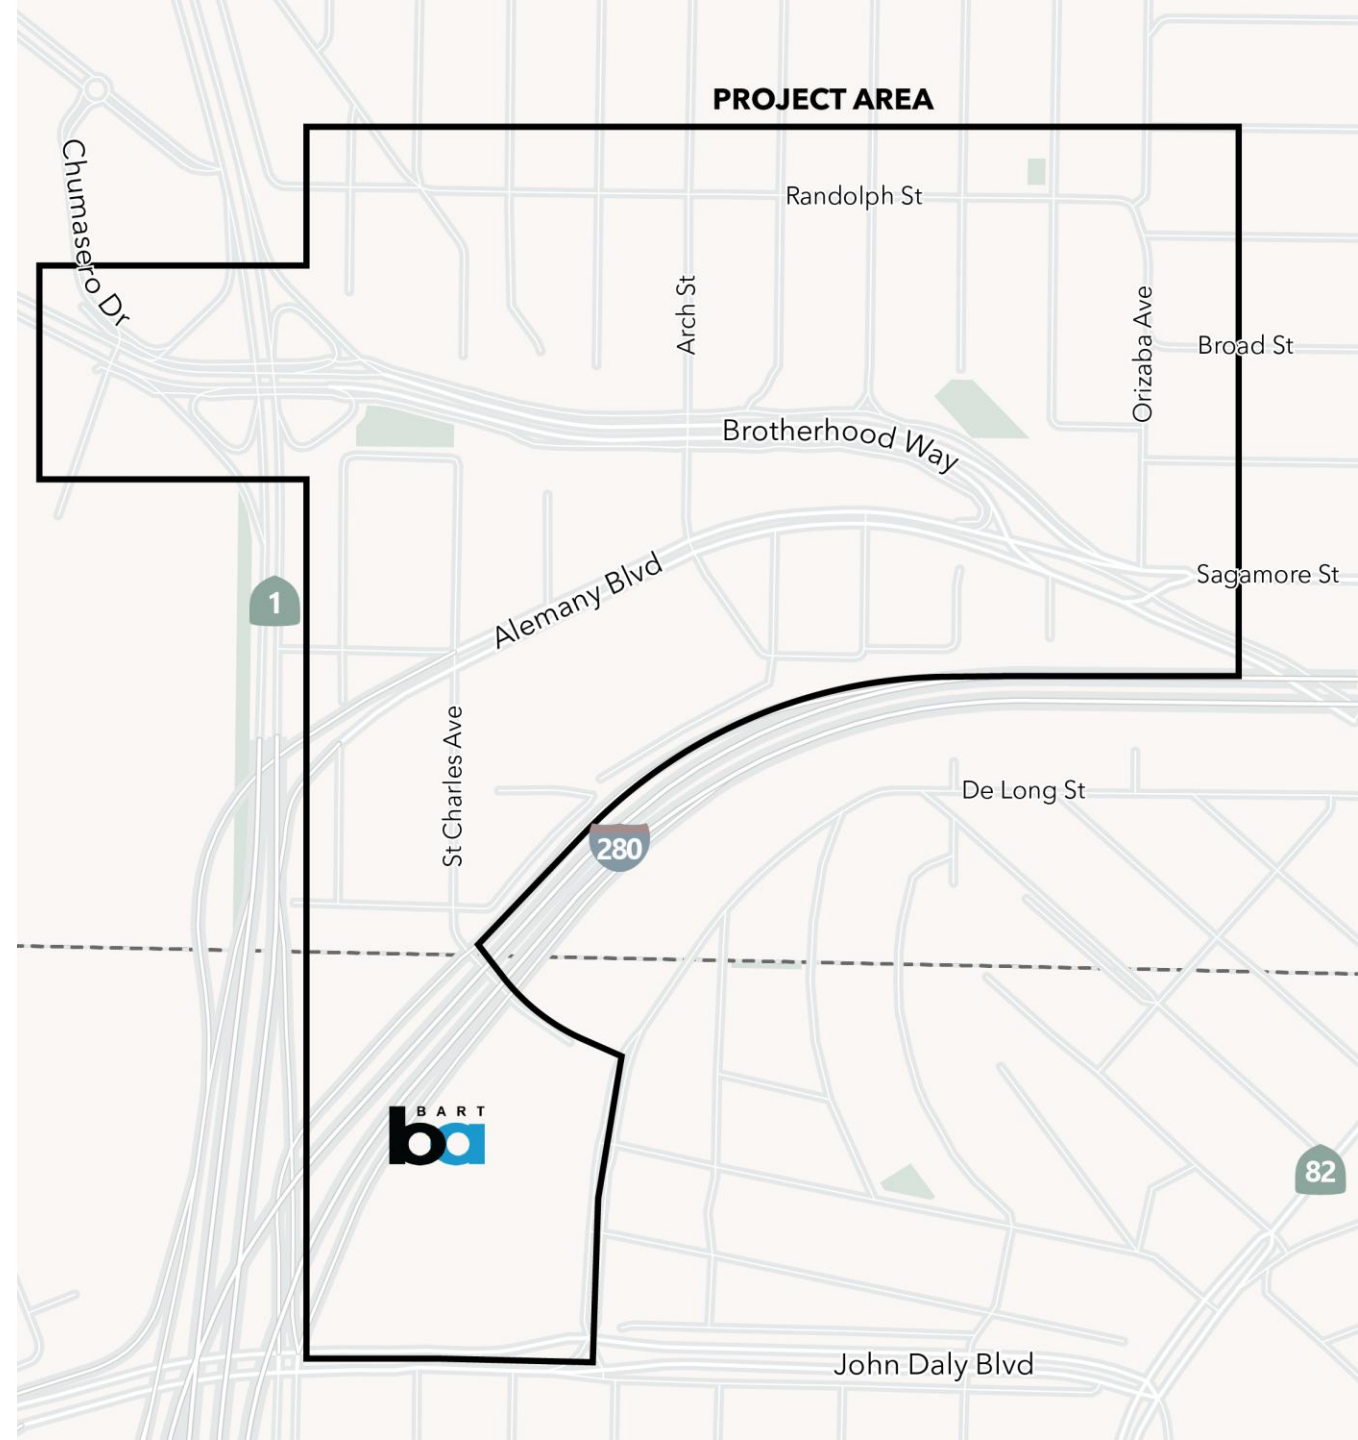 PROJECT AREA
Chumasero Dr
Randolph St
Arch St
Orizaba Ave
Broad St
Brotherhood Way
Alemany Blvd
Sagamore St
1
St Charles Ave
De Long St
280
BART
ba
82
John Daly Blvd